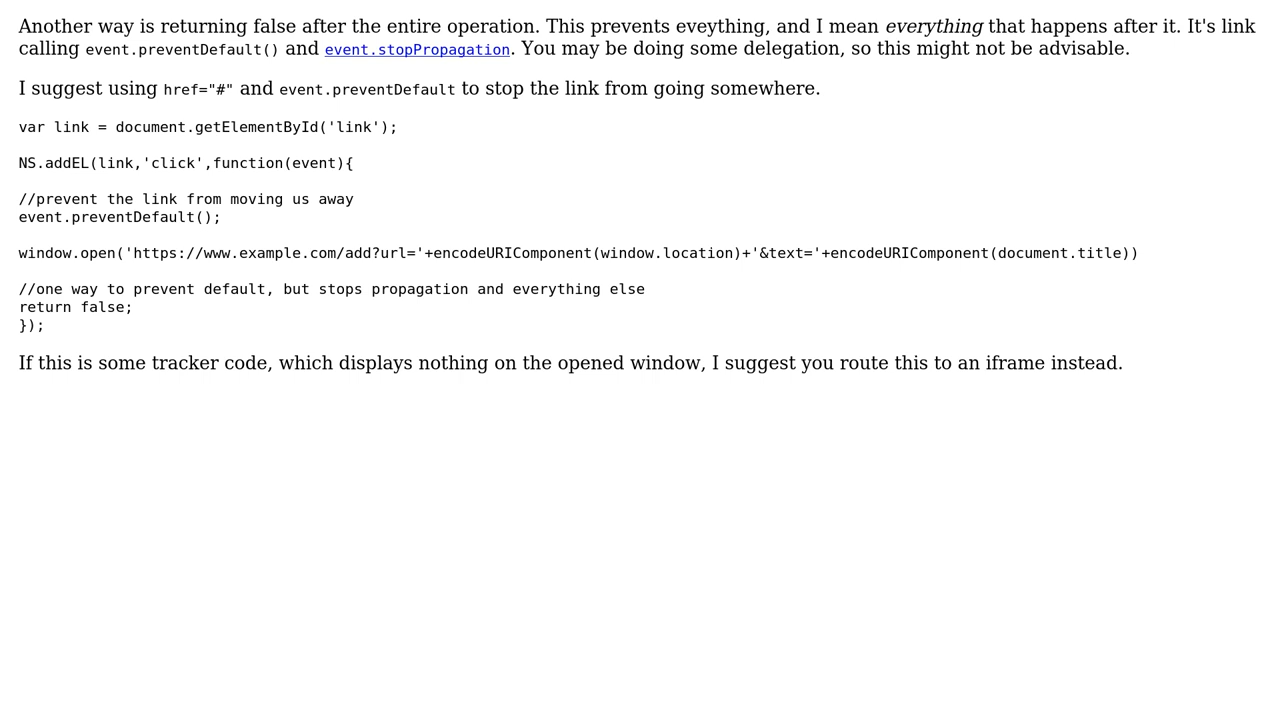 Another way is returning false after the entire operation. This prevents eveything, and I mean everything that happens after it. It's link
calling event.preventDefault() and event.stopPropagation. You may be doing some delegation, so this might not be advisable.
I suggest using href="#" and event.preventDefault to stop the link from going somewhere.
var link = document.getElementById('link');
NS.addEL(link,'click',function(event){
//prevent the link from moving us away
event.preventDefault();
window.open('https://www.example.com/add?url='+encodeURIComponent(window.location)+'&text='+encodeURIComponent(document.title))
//one way to prevent default, but stops propagation and everything else
return false;
});
If this is some tracker code, which displays nothing on the opened window, I suggest you route this to an iframe instead.